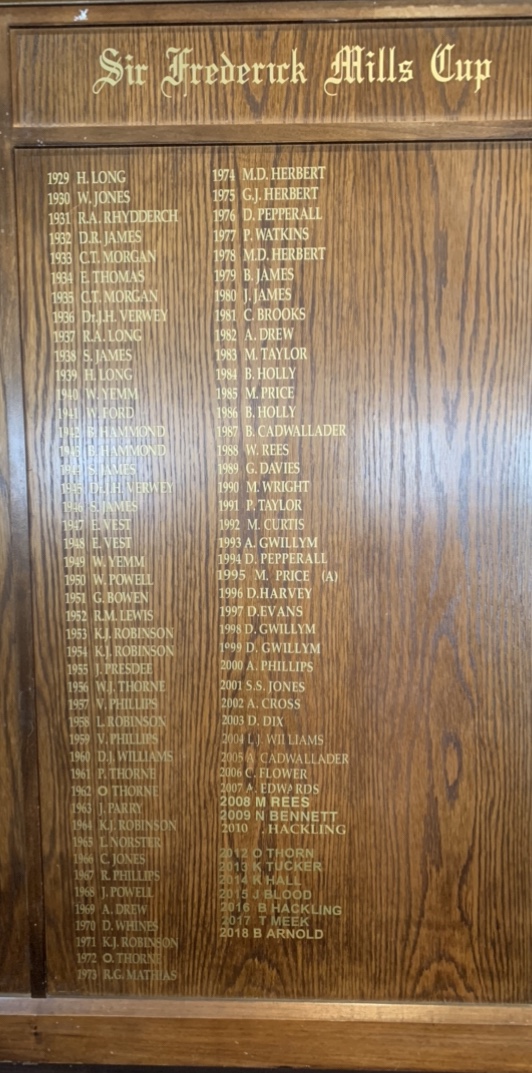 Sir Frederick Mills Cup
1929 H. LONG
1930 W. JONES
1931 R.A. RHYDDERCH
1932 D.R. JAMES
1933 C.T. MORGAN
1934 E. THOMAS
1935 C.T. MORGAN
1936 Dr. J.H. VERWEY
1937 R.A. LONG
1938 S. JAMES
1939 H. LONG
1940 W. YEMM
1941 W. FORD
1942 B. HAMMOND
1943 B. HAMMOND
1944 S. JAMES
1945 Dr. J.H. VERWEY
1946 S. JAMES
1947 E. VEST
1948 E. VEST
1949 W. YEMM
1950 W. POWELL
1951 G. BOWEN
1952 R.M. LEWIS
1953 K.J. ROBINSON
1954 K.J. ROBINSON
1955 J. PRESDEE
1956 W.J. THORNE
1957 V. PHILLIPS
1958 L. ROBINSON
1959 V. PHILLIPS
1960 D.J. WILLIAMS
1961 P. THORNE
1962 O THORNE
1963 J. PARRY
1964 K.J. ROBINSON
1965 L. NORSTER
1966 C. JONES
1967 R. PHILLIPS
1968 J. POWELL
1969 A. DREW
1970 D. WHINES
1971 K.J. ROBINSON
1972 O. THORNE
1973 R.G. MATHIAS
1974 M.D. HERBERT
1975 G.J. HERBERT
1976 D. PEPPERALL
1977 P. WATKINS
1978 M.D. HERBERT
1979 B. JAMES
1980 J. JAMES
1981 C. BROOKS
1982 A. DREW
1983 M. TAYLOR
1984 B. HOLLY
1985 M. PRICE
1986 B. HOLLY
1987 B. CADWALLADER
1988 W. REES
1989 G. DAVIES
1990 M. WRIGHT
1991 P. TAYLOR
1992 M. CURTIS
1993 A. GWILLYM
1994 D. PEPPERALL
1995 M. PRICE (A)
1996 D.HARVEY
1997 D.EVANS
1998 D. GWILLYM
1999 D. GWILLYM
2000 A. PHILLIPS
2001 S.S. JONES
2002 A. CROSS
2003 D. DIX
2004 L.J. WILLIAMS
2005 A CADWALLADER
2006 C. FLOWER
2007 A. EDWARDS
2008 M REES
2009 N BENNETT
2010 . HACKLING
2012 O THORN
2013 K TUCKER
2014 K HALL
2015 J BLOOD
2016 B HACKLING
2017 T MEEK
2018 B ARNOLD